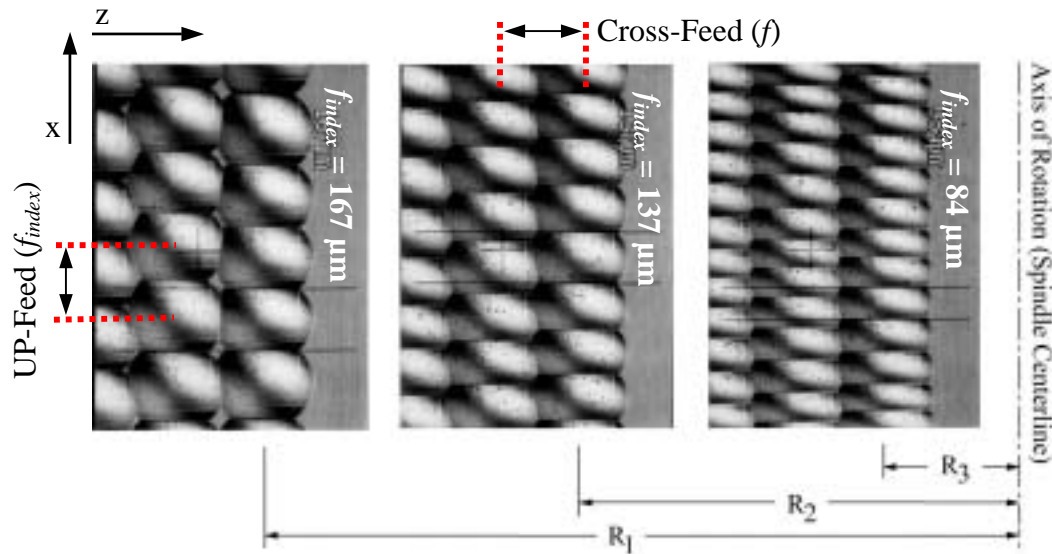 z
Cross-Feed (f)
x
UP-Feed (f_index)
f_index = 167 µm
f_index = 137 µm
f_index = 84 µm
Axis of Rotation (Spindle Centerline)
R3
R2
R1